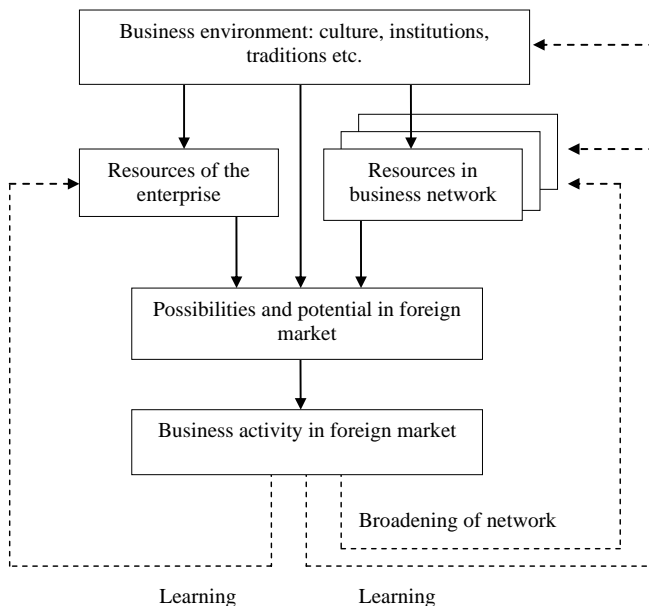 Business environment: culture, institutions,
traditions etc.
Resources of the
enterprise
Resources in
business network
Possibilities and potential in foreign
market
Business activity in foreign market
Broadening of network
Learning
Learning